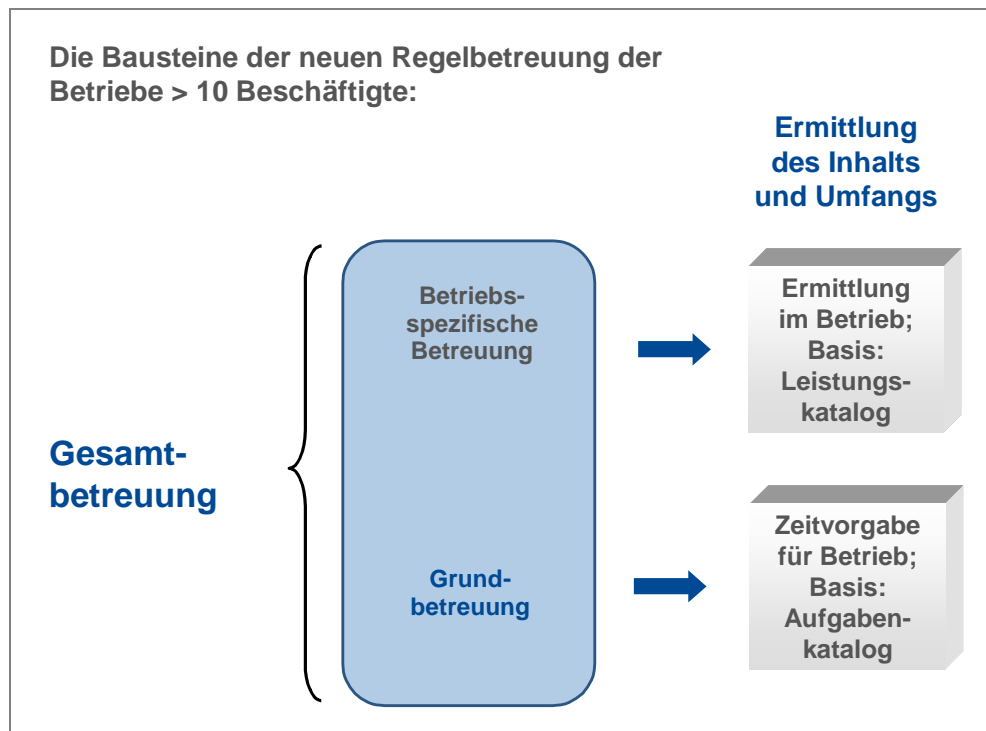 Die Bausteine der neuen Regelbetreuung der
Betriebe > 10 Beschäftigte:
Ermittlung
des Inhalts
und Umfangs
Betriebs-
spezifische
Betreuung
Ermittlung
im Betrieb;
Basis:
Leistungs-
katalog
Gesamt-
betreuung
Grund-
betreuung
Zeitvorgabe
für Betrieb;
Basis:
Aufgaben-
katalog